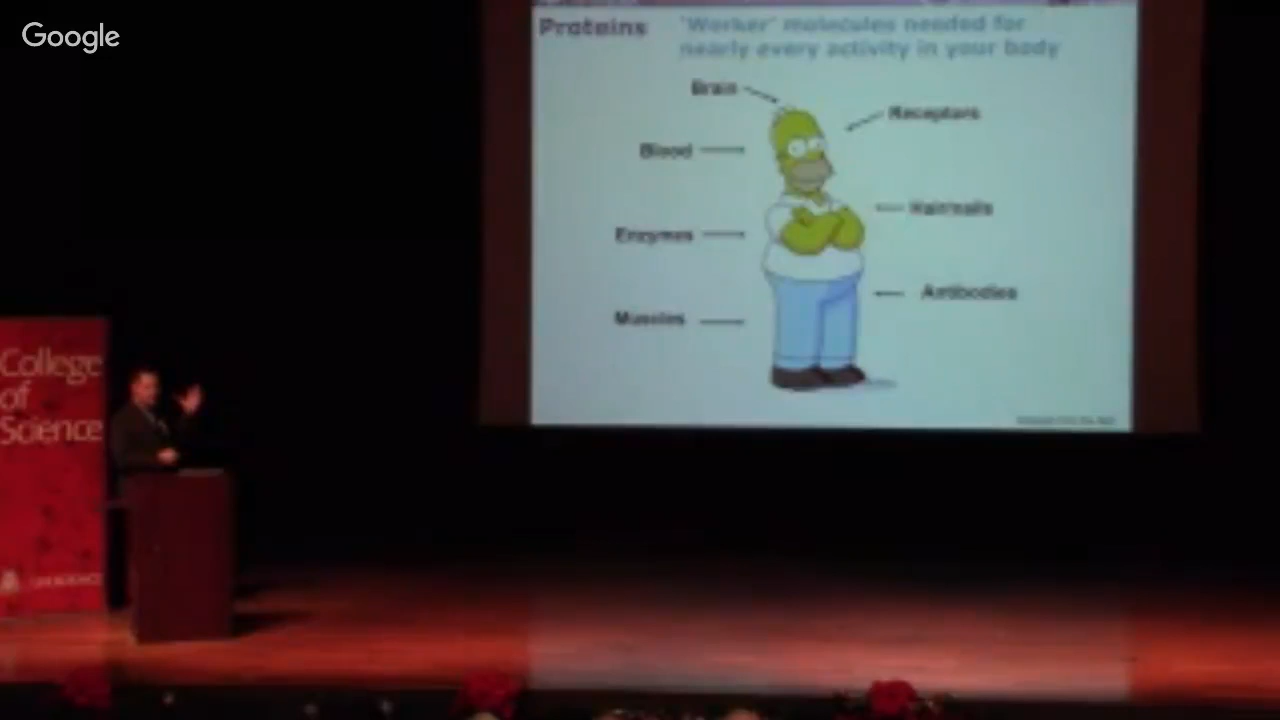 Google
Proteins
'Worker' molecules needed for
nearly every activity in your body
Brain
Receptors
Blood
Hair/nails
Enzymes
Antibodies
Muscles
College
of
Science